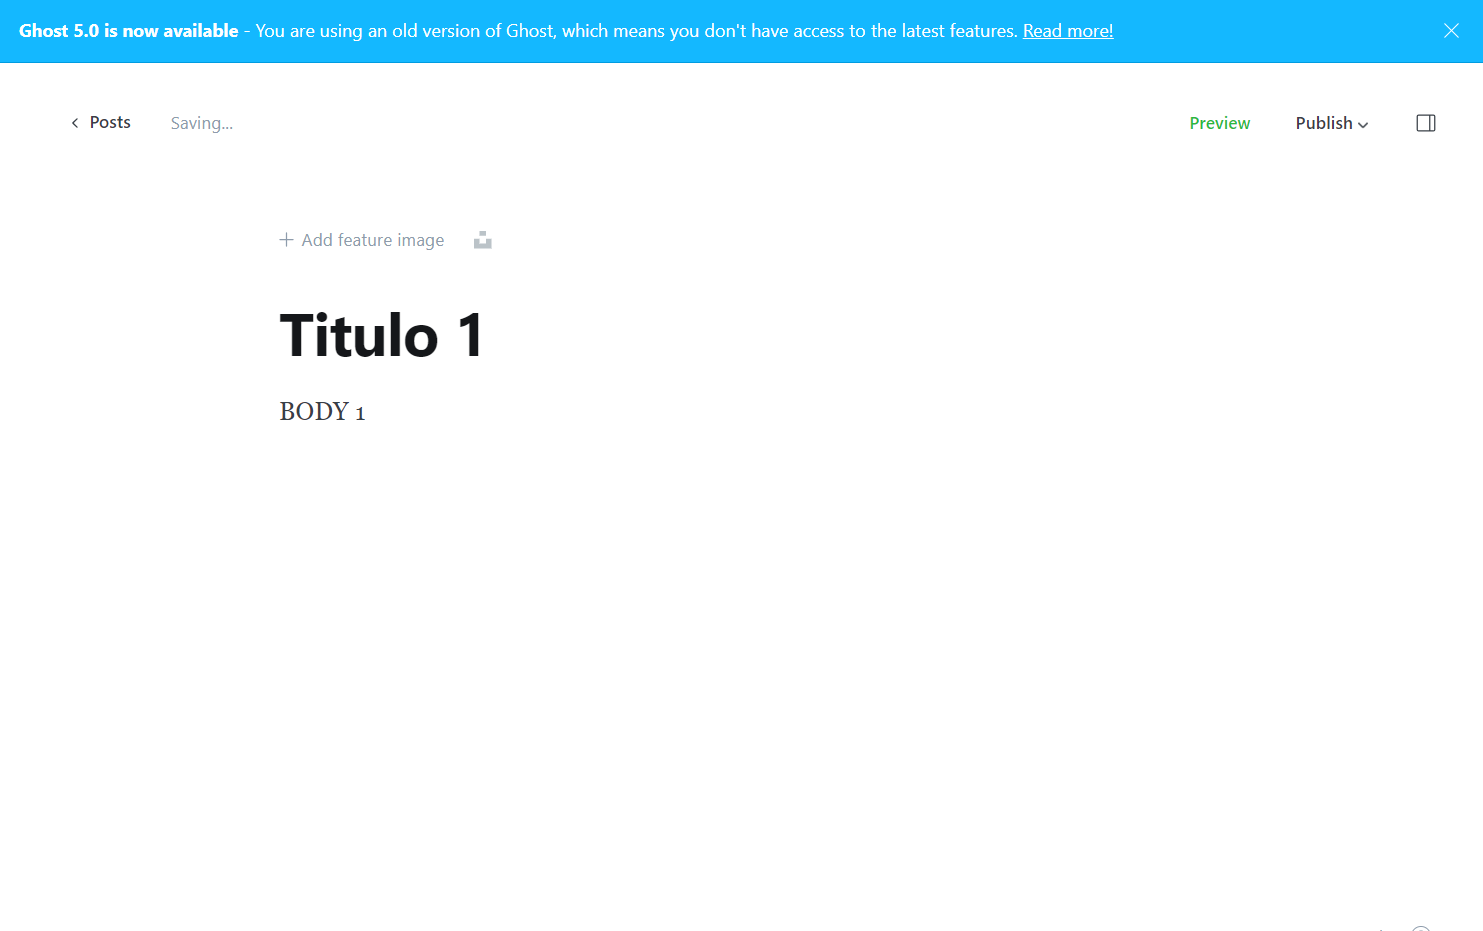 Ghost 5.0 is now available - You are using an old version of Ghost, which means you don't have access to the latest features. Read more!
Posts Saving... Preview Publish
Add feature image
Titulo 1
BODY 1